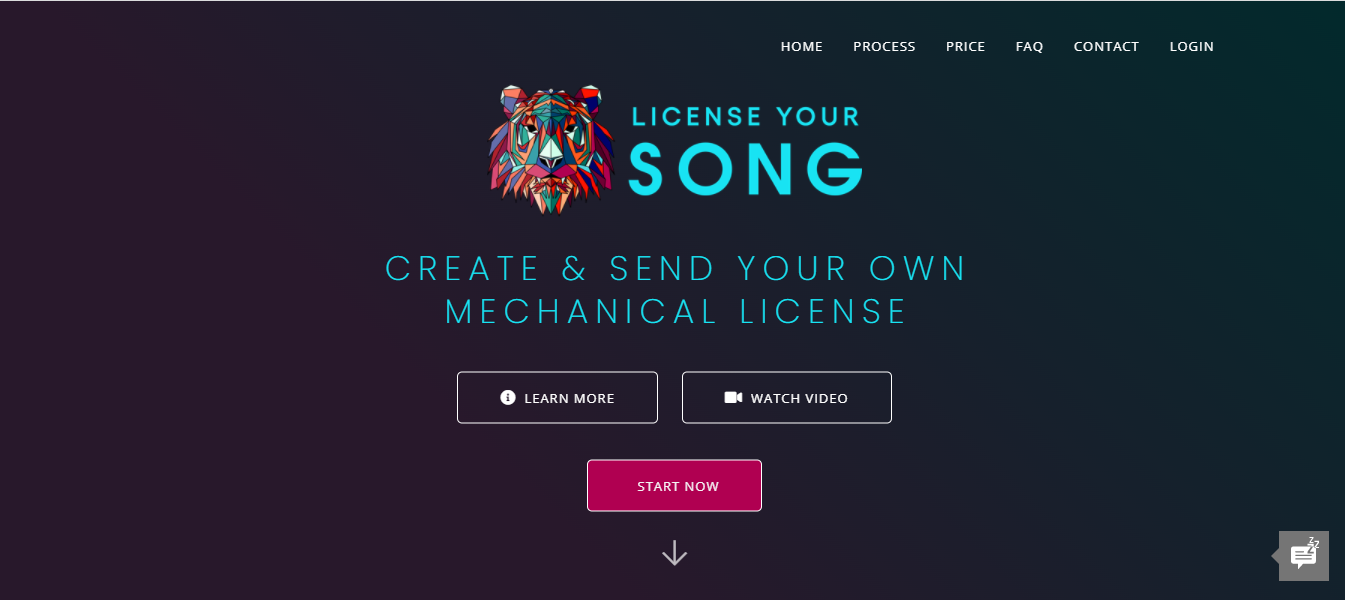 HOME PROCESS PRICE FAQ CONTACT LOGIN
LICENSE YOUR
SONG
CREATE & SEND YOUR OWN
MECHANICAL LICENSE
LEARN MORE WATCH VIDEO
START NOW
z
zz